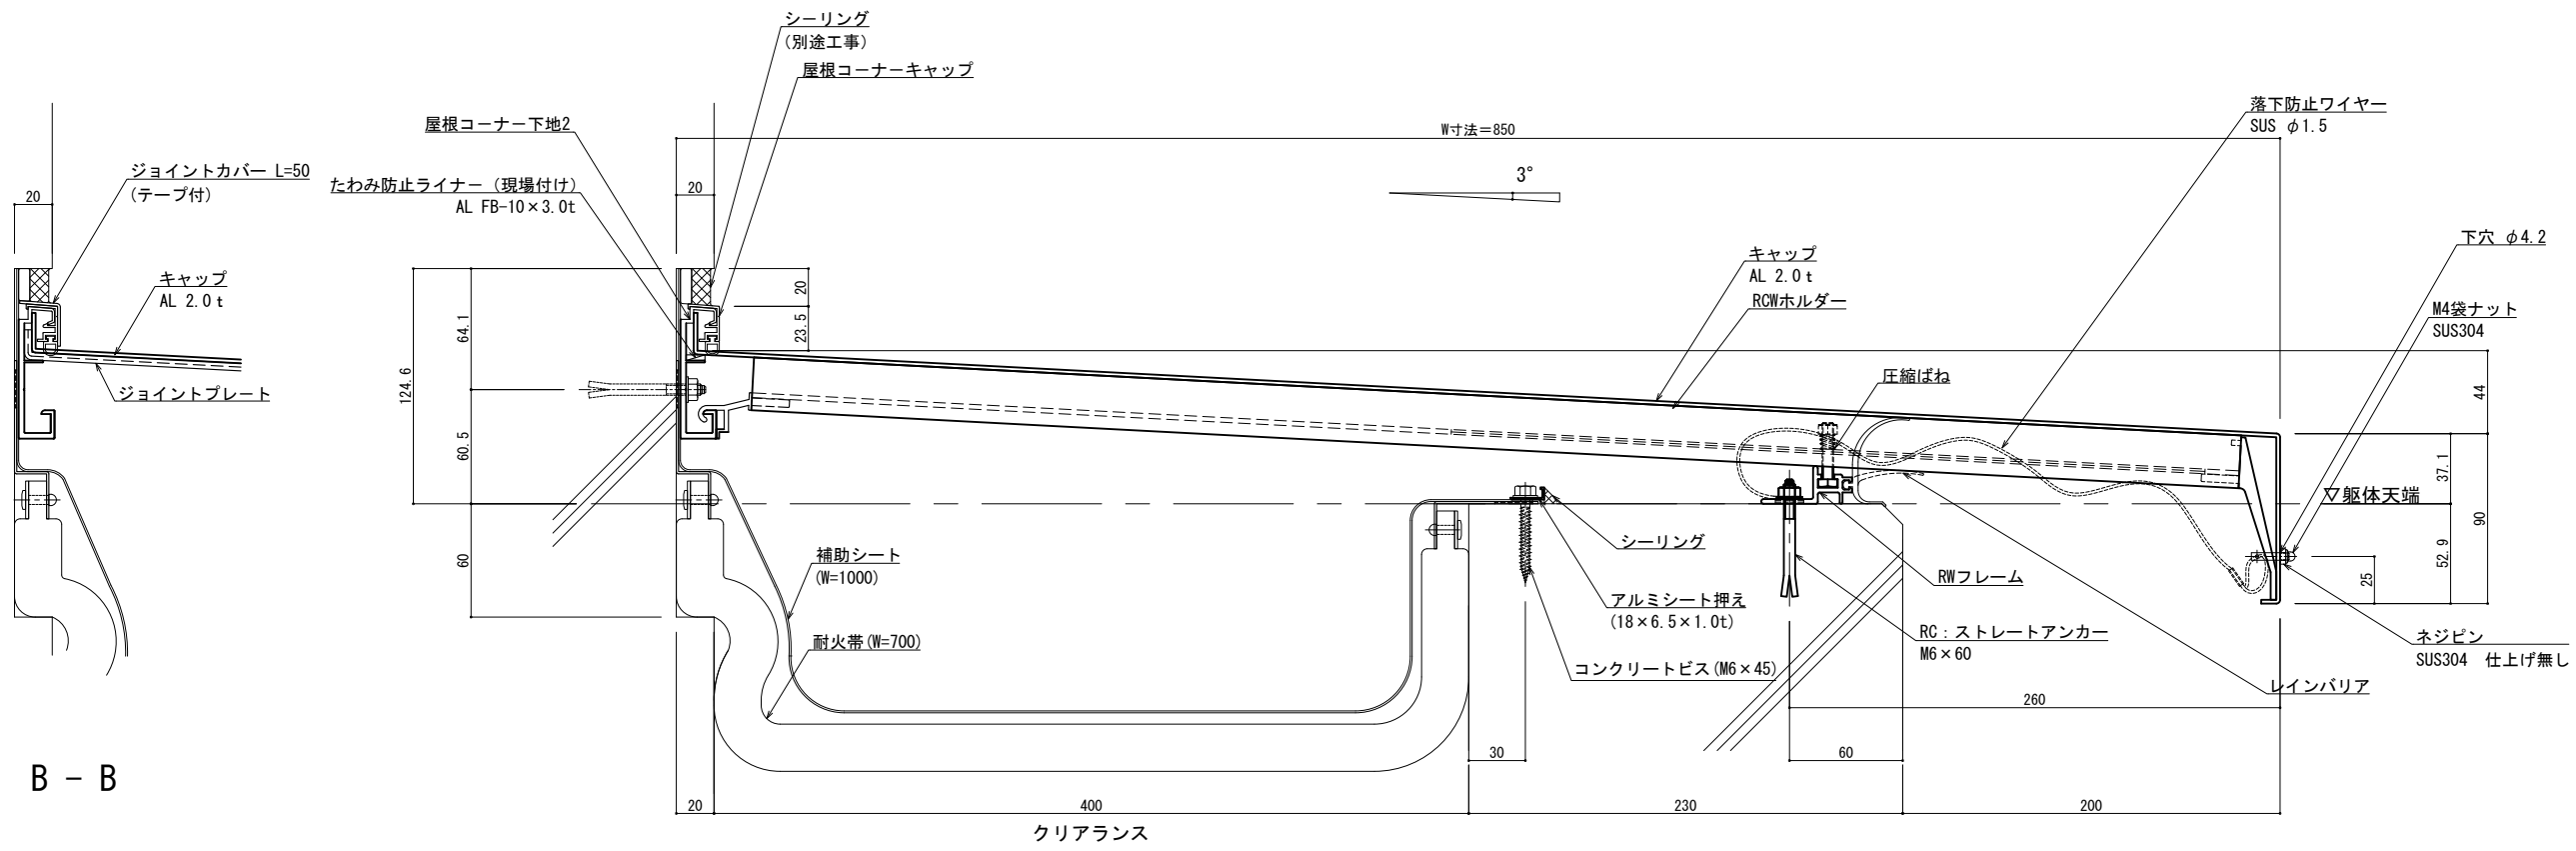 シーリング
(別途工事)
屋根コーナーキャップ
屋根コーナー下地2
たわみ防止ライナー（現場付け）
AL FB-10×3.0t
ジョイントカバー L=50
(テープ付)
キャップ
AL 2.0t
ジョイントプレート
20
20
W寸法＝850
3°
落下防止ワイヤー
SUS φ1.5
下穴 φ4.2
キャップ
AL 2.0t
RCWホルダー
M4袋ナット
SUS304
圧縮ばね
20
23.5
64.1
124.6
60.5
60
44
37.1
▽躯体天端
90
52.9
25
補助シート
(W=1000)
耐火帯(W=700)
シーリング
アルミシート押え
(18×6.5×1.0t)
コンクリートビス(M6×45)
RWフレーム
RC：ストレートアンカー
M6×60
ネジピン
SUS304 仕上げ無し
レインバリア
260
30
60
B - B
20
400
230
200
クリアランス